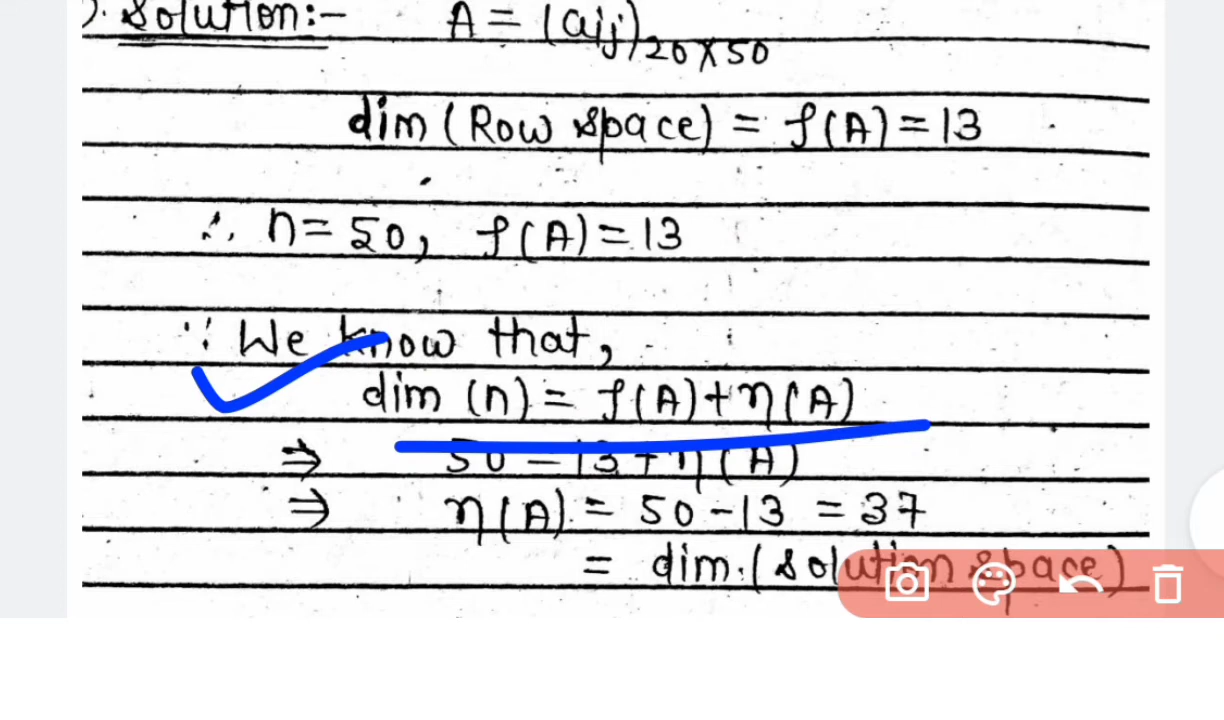 Solution:- A = (aij)20×50
dim (Row space) = ρ(A) = 13
∴ n = 50, ρ(A) = 13
∵ We know that,
dim (n) = ρ(A) + η(A)
⇒ 50 = 13 + η(A)
⇒ η(A) = 50 - 13 = 37
= dim. (solution space)